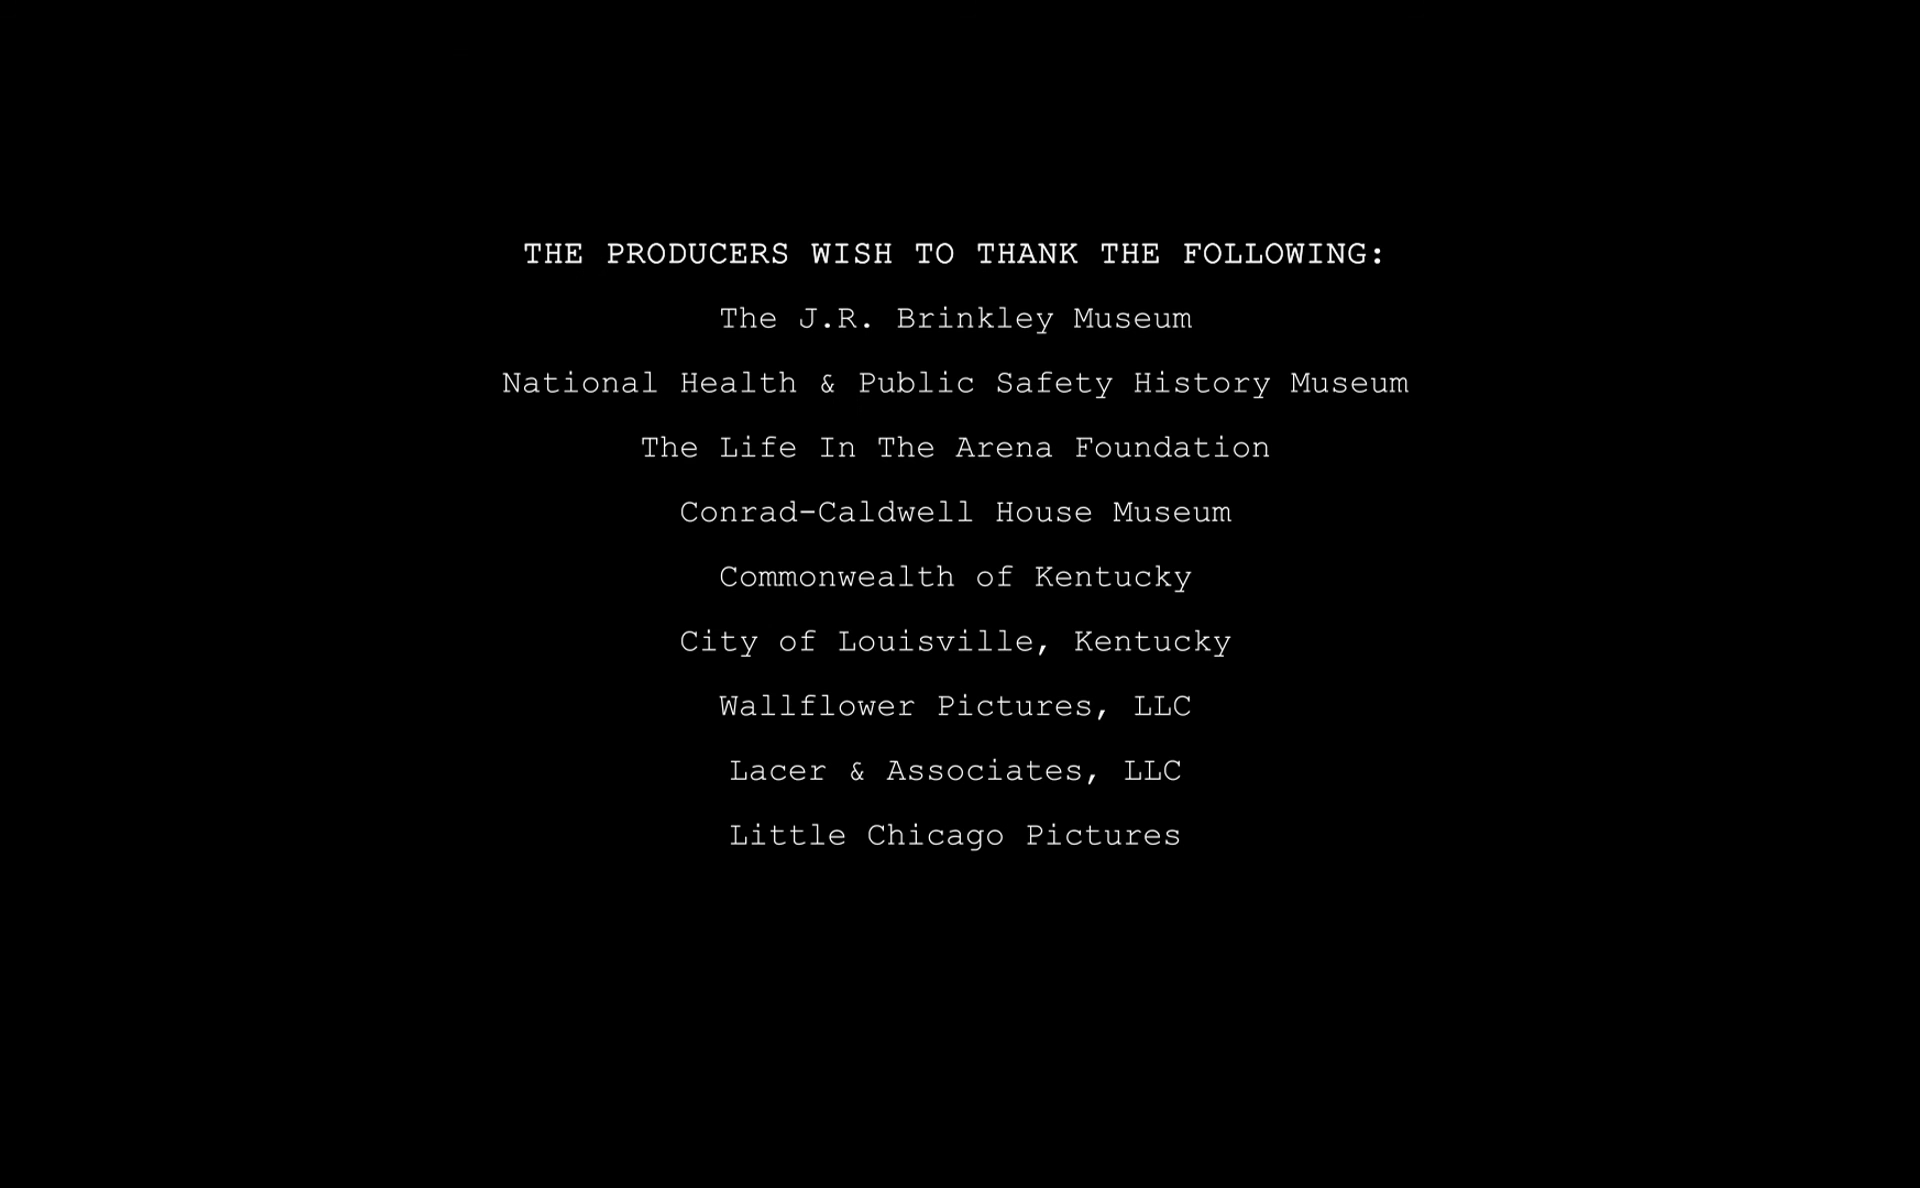 THE PRODUCERS WISH TO THANK THE FOLLOWING:
The J.R. Brinkley Museum
National Health & Public Safety History Museum
The Life In The Arena Foundation
Conrad-Caldwell House Museum
Commonwealth of Kentucky
City of Louisville, Kentucky
Wallflower Pictures, LLC
Lacer & Associates, LLC
Little Chicago Pictures